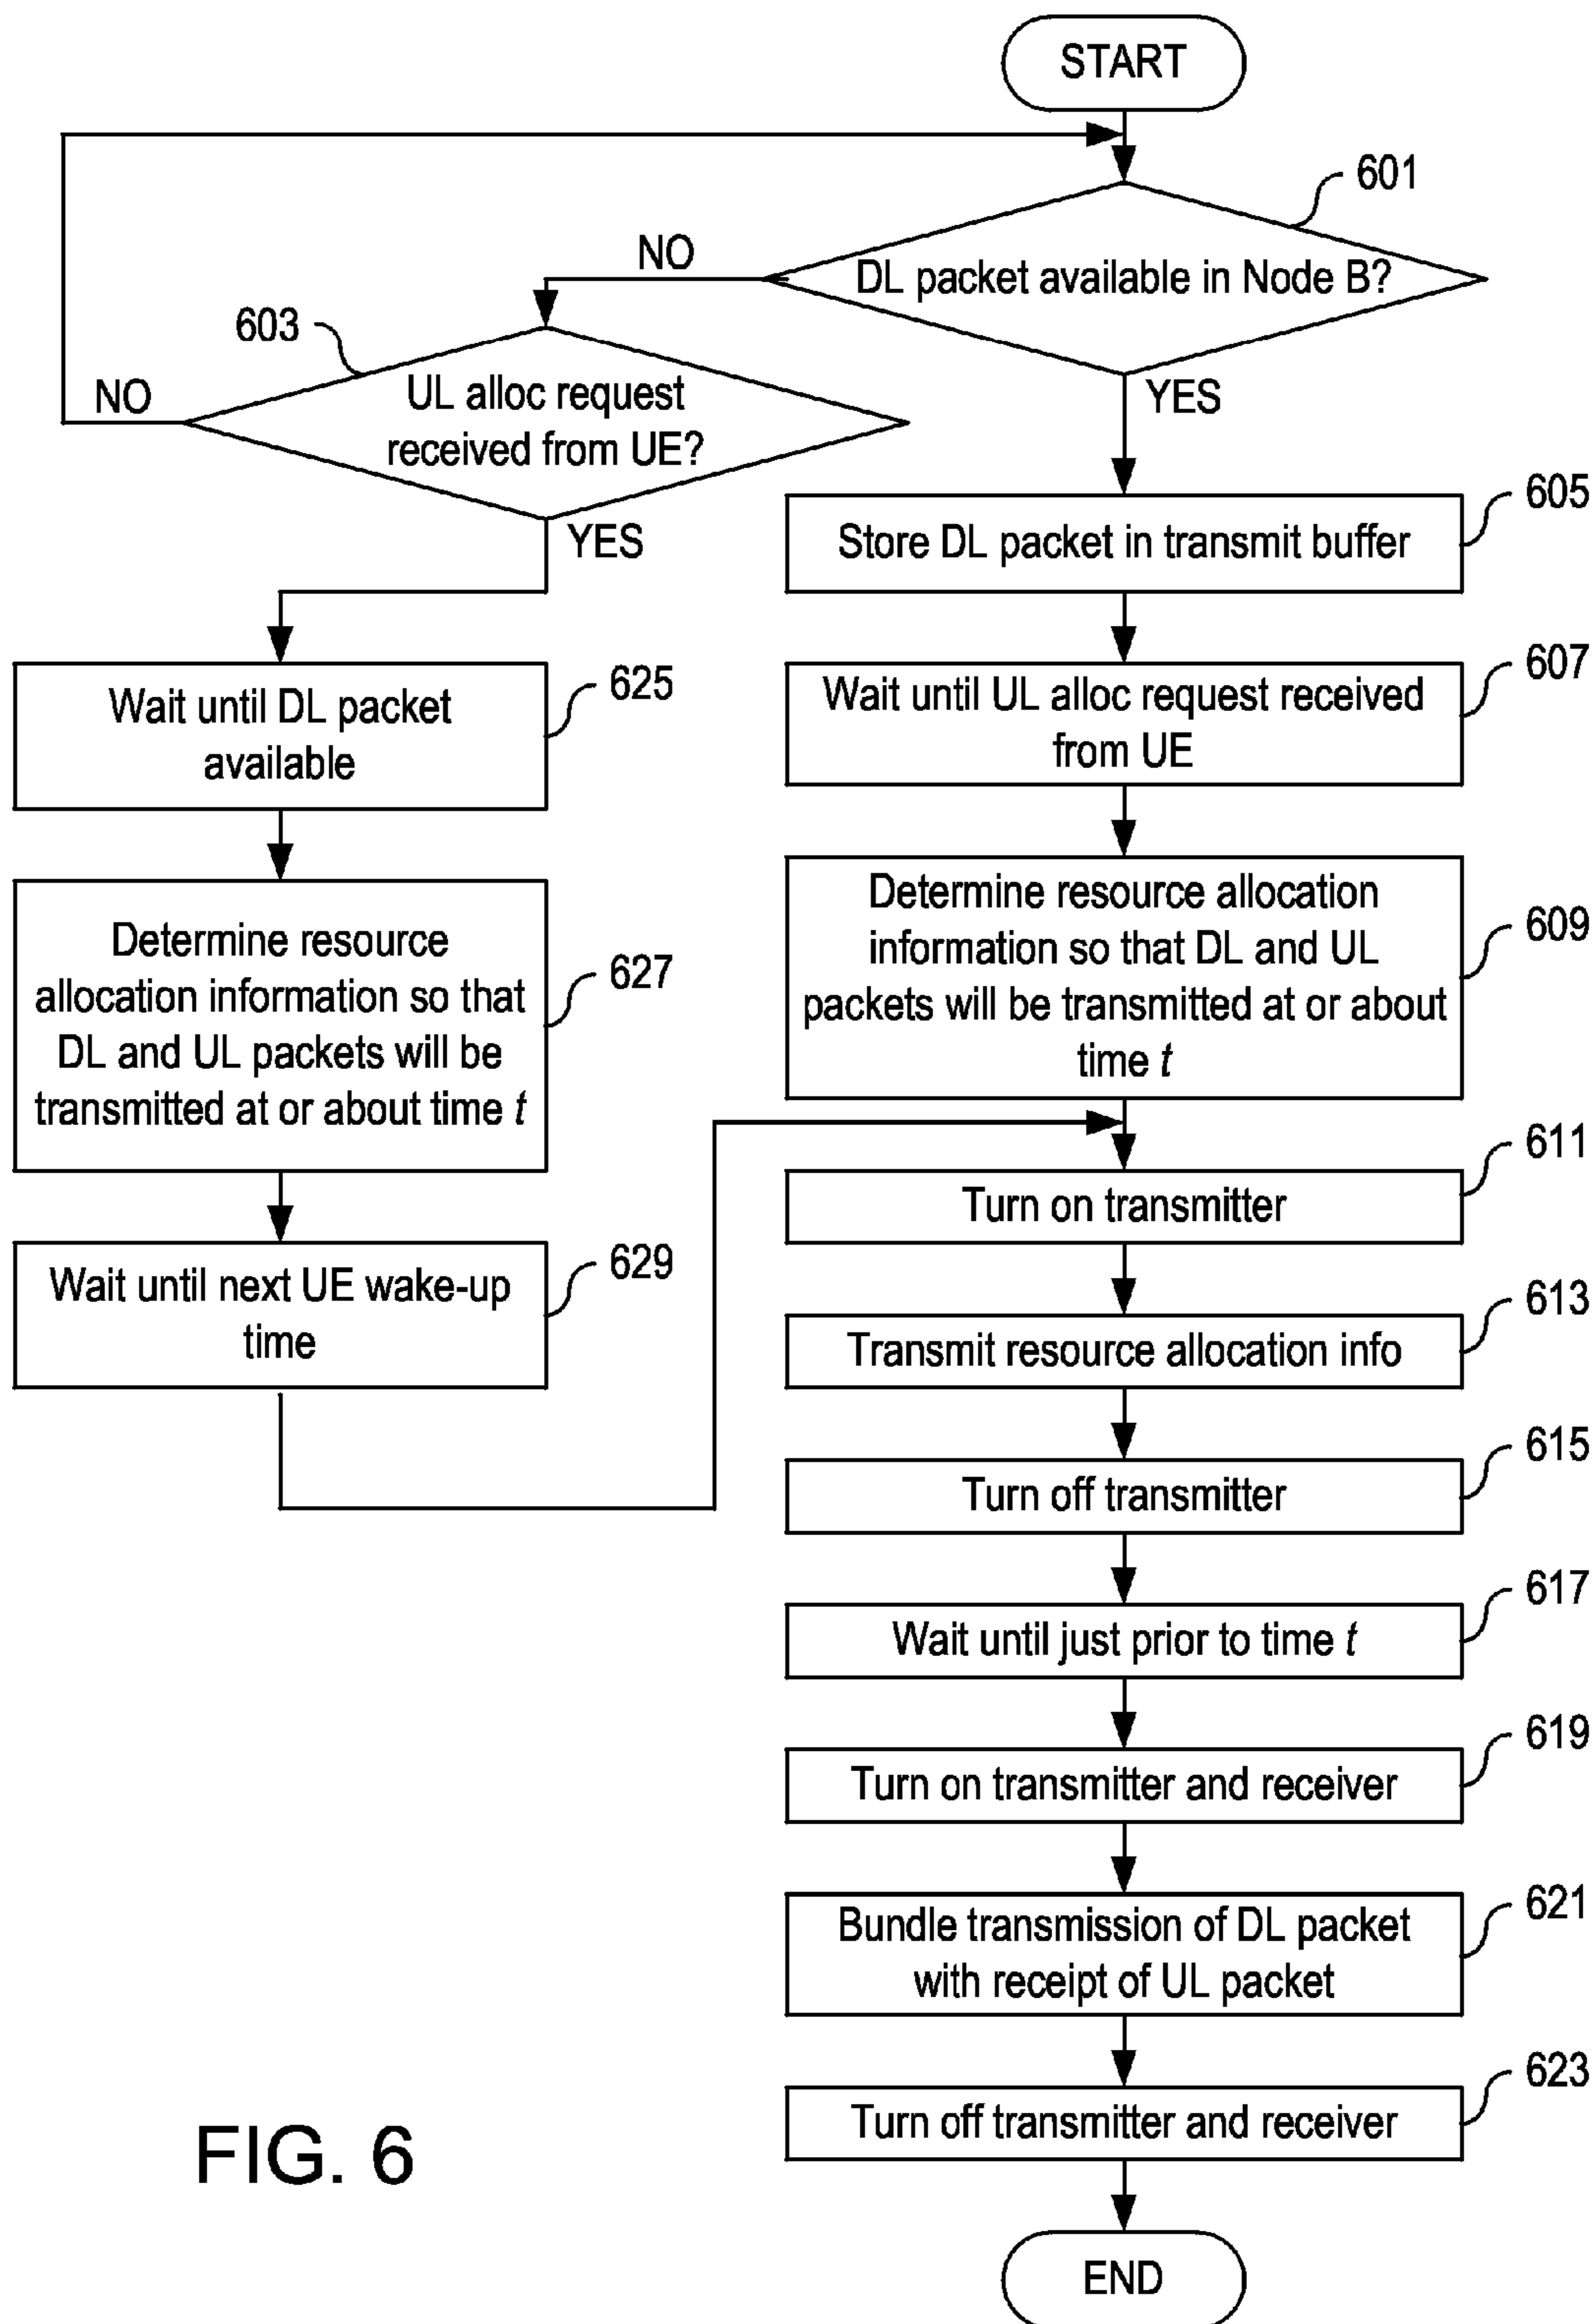 START
601
DL packet available in Node B?
NO
YES
603
UL alloc request
received from UE?
NO
YES
605
Store DL packet in transmit buffer
607
Wait until UL alloc request received
from UE
609
Determine resource allocation
information so that DL and UL
packets will be transmitted at or about
time t
625
Wait until DL packet
available
627
Determine resource
allocation information so that
DL and UL packets will be
transmitted at or about time t
629
Wait until next UE wake-up
time
611
Turn on transmitter
613
Transmit resource allocation info
615
Turn off transmitter
617
Wait until just prior to time t
619
Turn on transmitter and receiver
621
Bundle transmission of DL packet
with receipt of UL packet
623
Turn off transmitter and receiver
END
FIG. 6